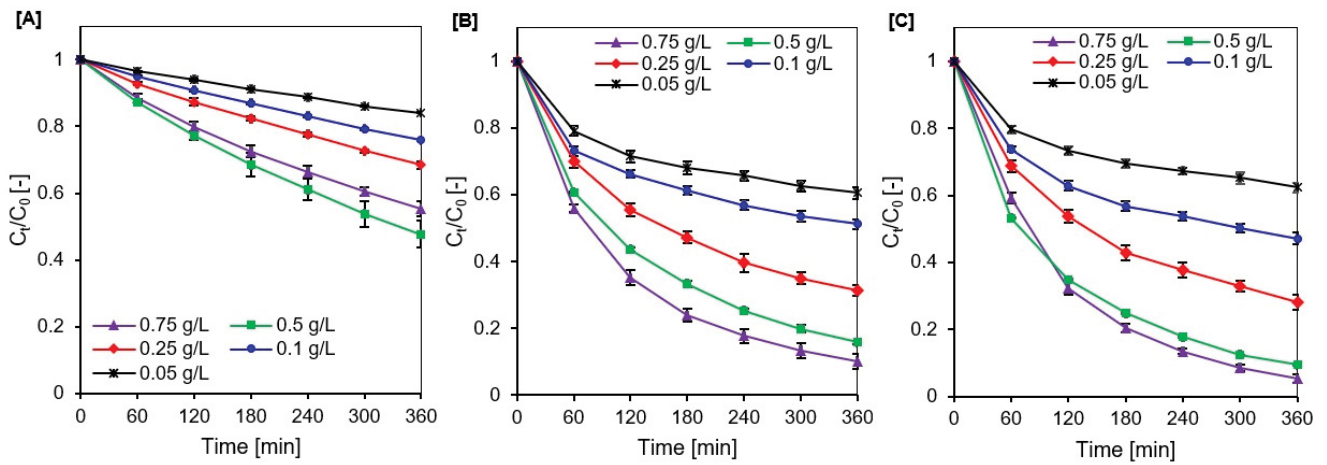 [A]
1
0.8
0.6
0.4
0.2
0
Ct/C0 [-]
0.75 g/L 0.5 g/L
0.25 g/L 0.1 g/L
0.05 g/L
0 60 120 180 240 300 360
Time [min]
[B]
0.75 g/L 0.5 g/L
0.25 g/L 0.1 g/L
0.05 g/L
1
0.8
0.6
0.4
0.2
0
Ct/C0 [-]
0 60 120 180 240 300 360
Time [min]
[C]
0.75 g/L 0.5 g/L
0.25 g/L 0.1 g/L
0.05 g/L
1
0.8
0.6
0.4
0.2
0
Ct/C0 [-]
0 60 120 180 240 300 360
Time [min]